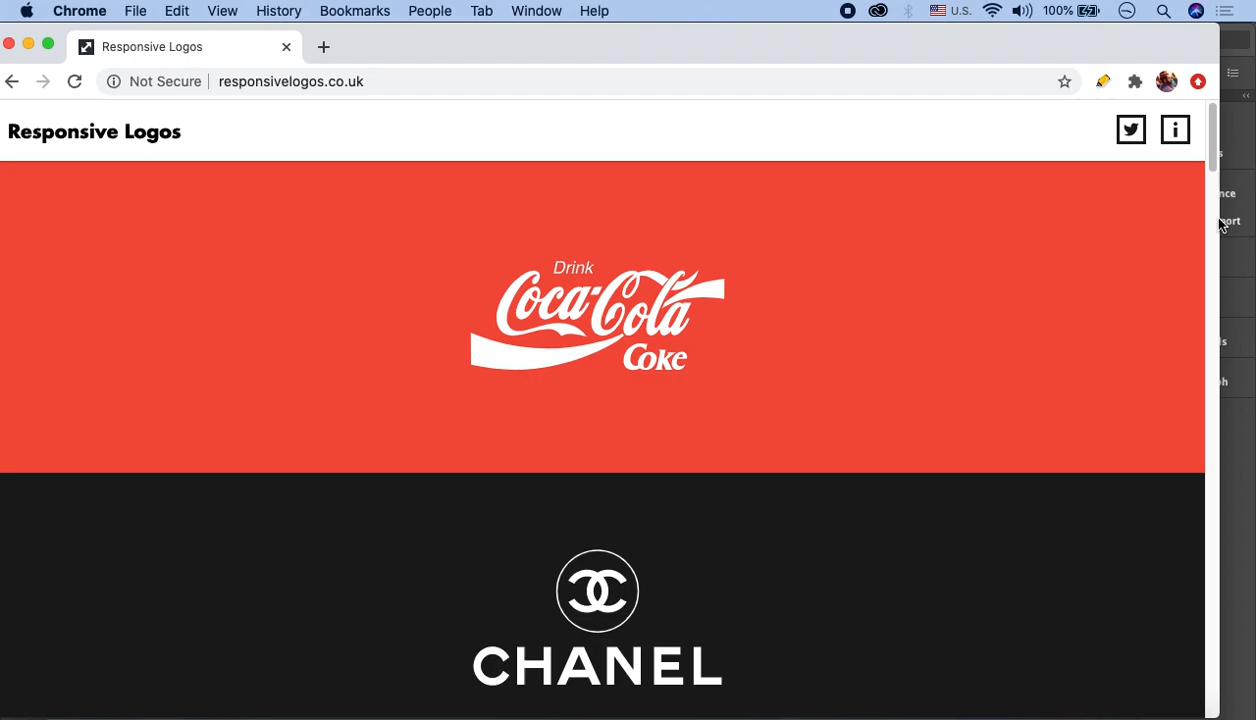 Chrome File Edit View History Bookmarks People Tab Window Help U.S. 100%
Responsive Logos
Not Secure responsivelogos.co.uk
Responsive Logos
Drink
Coca-Cola
Coke
CHANEL